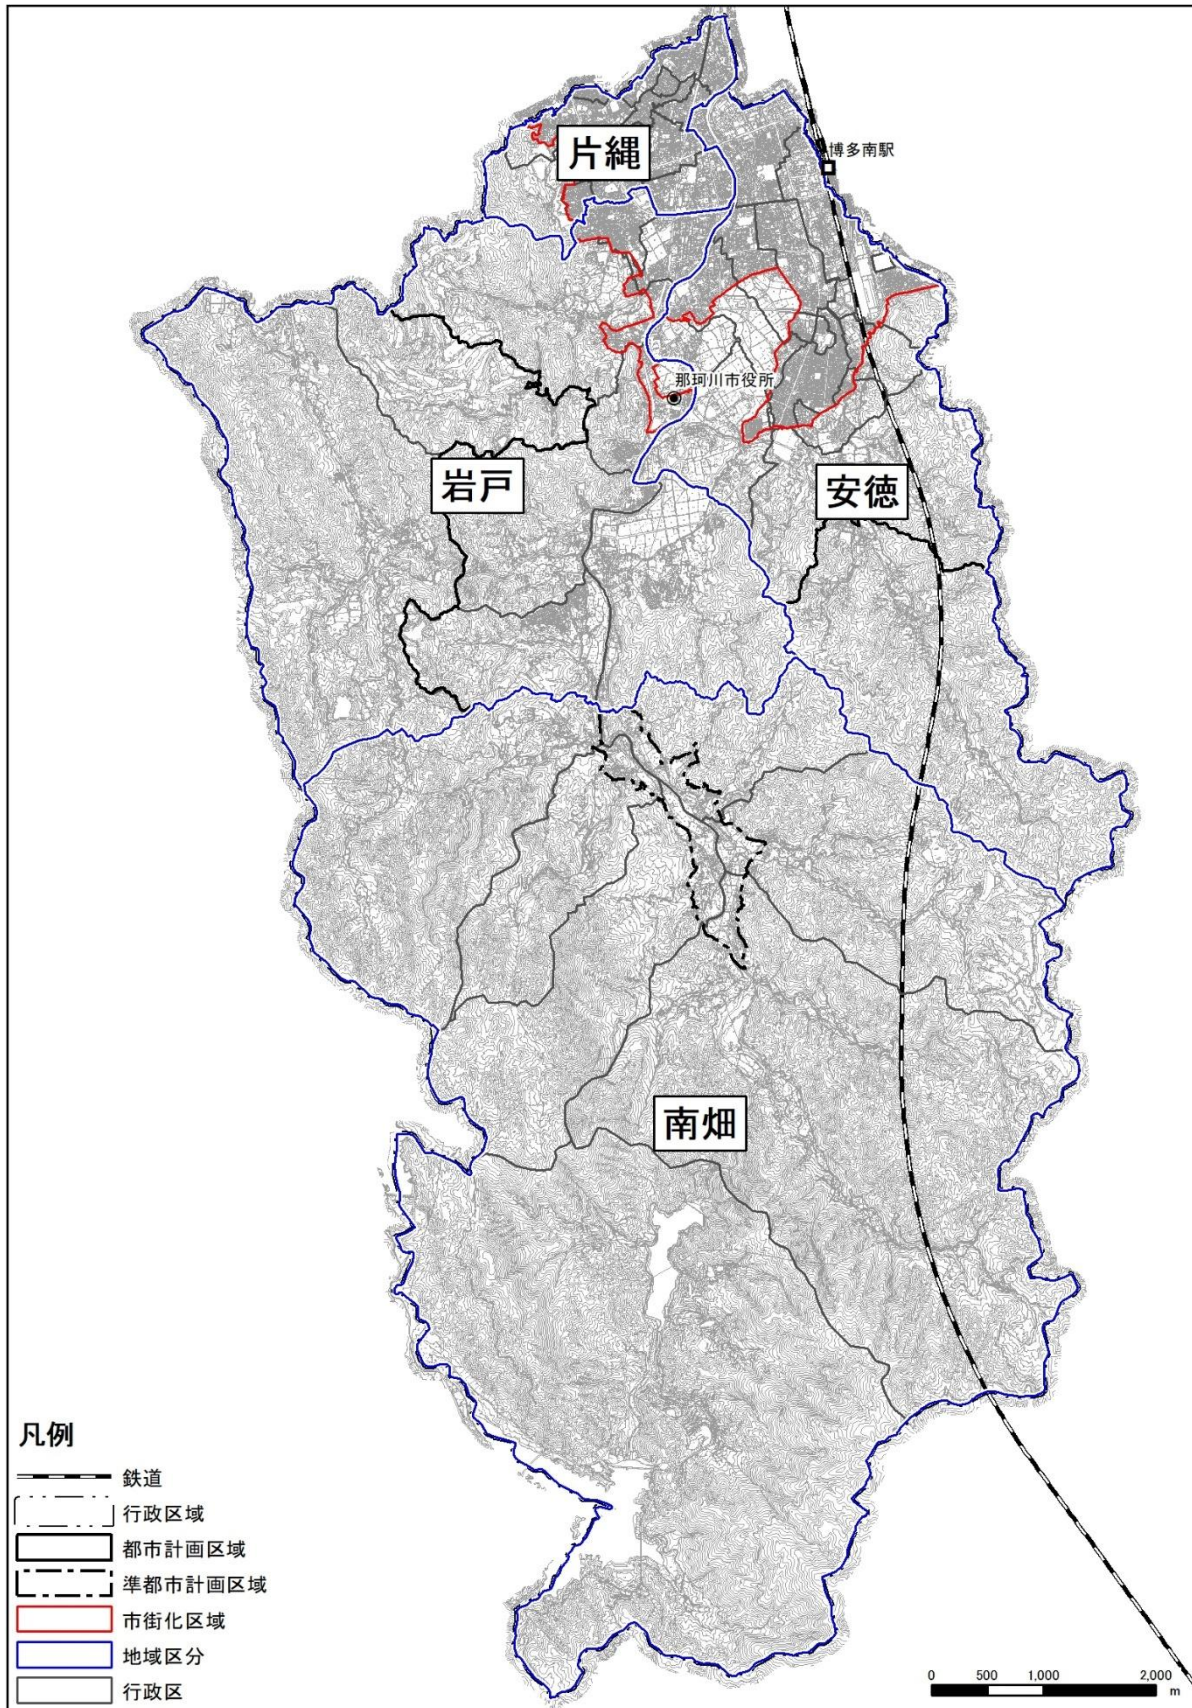 片縄
博多南駅
那珂川市役所
岩戸
安徳
南畑
凡例
鉄道
行政区域
都市計画区域
準都市計画区域
市街化区域
地域区分
行政区
0 500 1,000 2,000
m